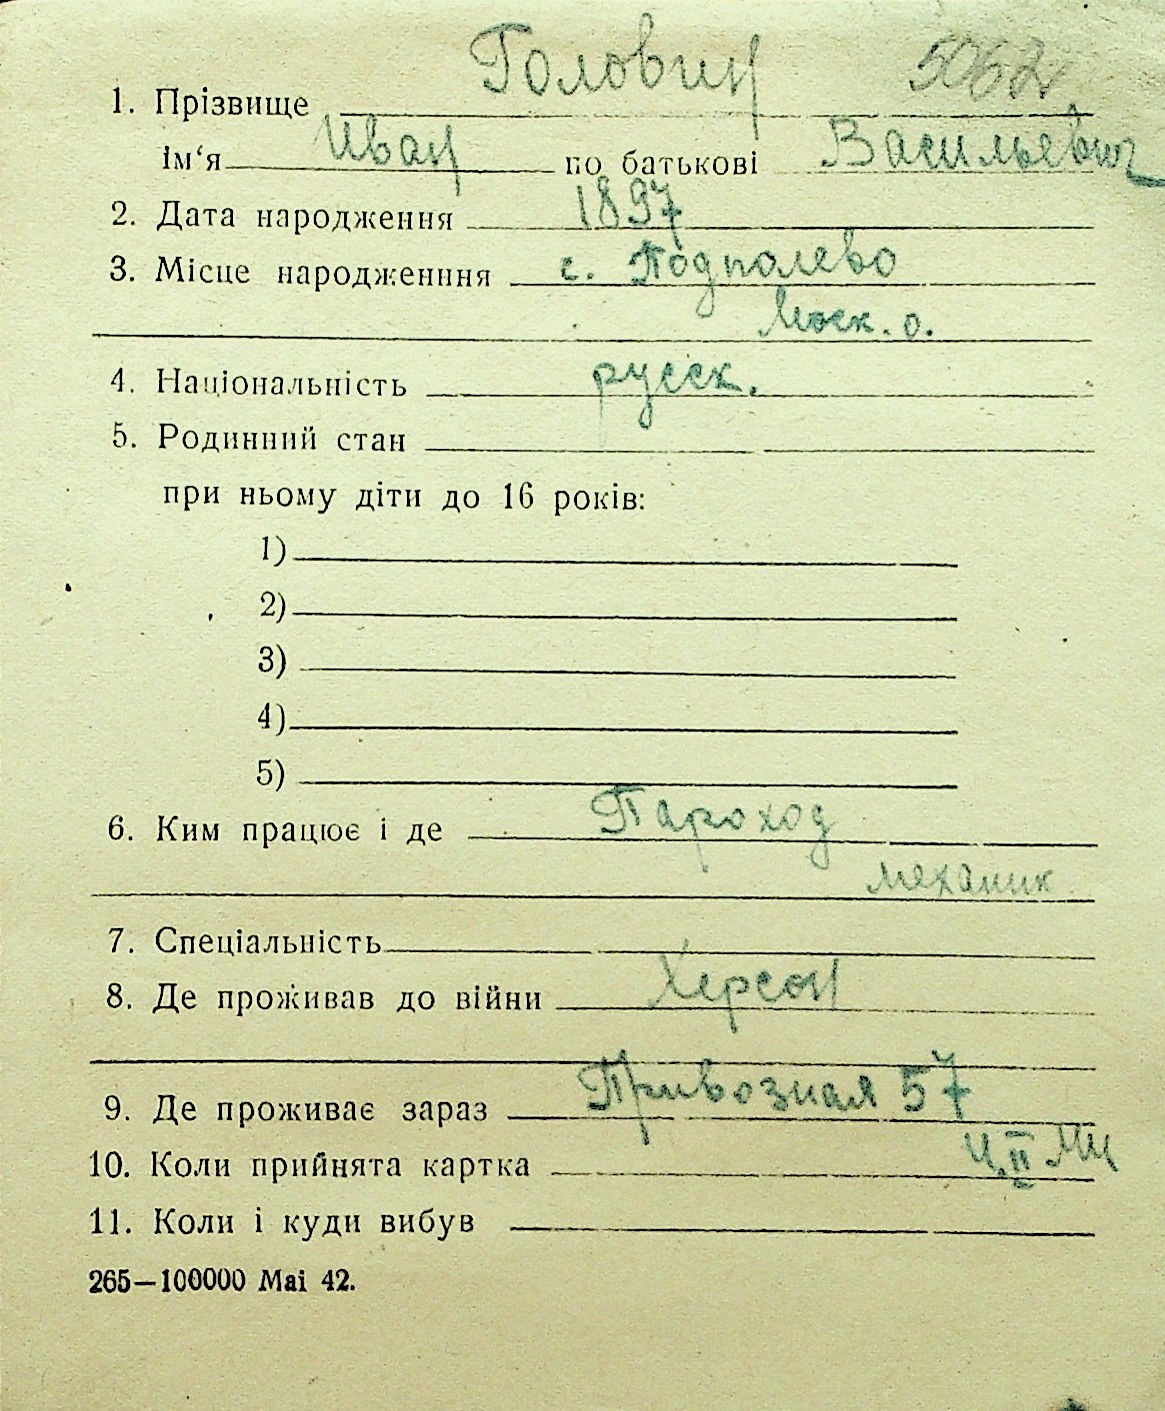 Головин 5062
1. Прізвище
Ім'я Иван по батькові Васильевич
2. Дата народження 1897
3. Місце народженння с. Подполево
Моск. о.
4. Національність русск.
5. Родинний стан
при ньому діти до 16 років:
1)
2)
3)
4)
5)
6. Ким працює і де Пароход
механик
7. Спеціальність
8. Де проживав до війни Херсон
9. Де проживає зараз Привозная 57
10. Коли прийнята картка
11. Коли і куди вибув
265—100000 Mai 42.